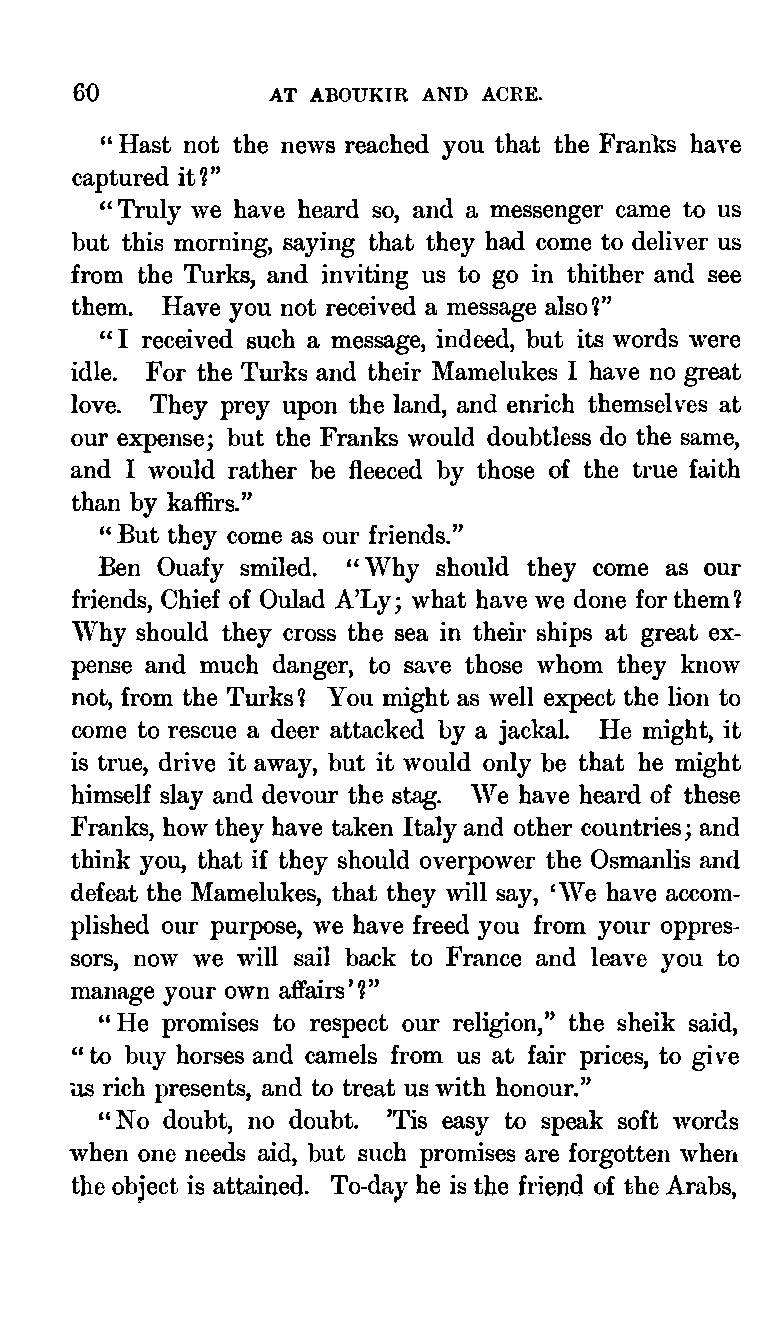 60 AT ABOUKIR AND ACRE.
"Hast not the news reached you that the Franks have
captured it?"
"Truly we have heard so, and a messenger came to us
but this morning, saying that they had come to deliver us
from the Turks, and inviting us to go in thither and see
them. Have you not received a message also?"
"I received such a message, indeed, but its words were
idle. For the Turks and their Mamelukes I have no great
love. They prey upon the land, and enrich themselves at
our expense; but the Franks would doubtless do the same,
and I would rather be fleeced by those of the true faith
than by kaffirs."
"But they come as our friends."
Ben Ouafy smiled. "Why should they come as our
friends, Chief of Oulad A'Ly; what have we done for them?
Why should they cross the sea in their ships at great ex-
pense and much danger, to save those whom they know
not, from the Turks? You might as well expect the lion to
come to rescue a deer attacked by a jackal. He might, it
is true, drive it away, but it would only be that he might
himself slay and devour the stag. We have heard of these
Franks, how they have taken Italy and other countries; and
think you, that if they should overpower the Osmanlis and
defeat the Mamelukes, that they will say, 'We have accom-
plished our purpose, we have freed you from your oppres-
sors, now we will sail back to France and leave you to
manage your own affairs'?"
"He promises to respect our religion," the sheik said,
"to buy horses and camels from us at fair prices, to give
us rich presents, and to treat us with honour."
"No doubt, no doubt. 'Tis easy to speak soft words
when one needs aid, but such promises are forgotten when
the object is attained. To-day he is the friend of the Arabs,